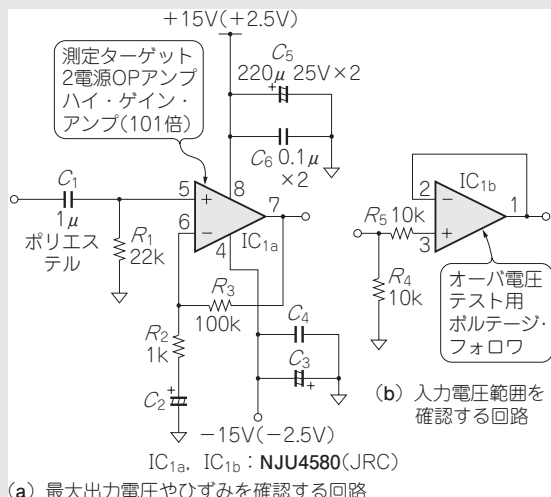 +15V(+2.5V)
測定ターゲット
2電源OPアンプ
ハイ・ゲイン・
アンプ(101倍)
C5
220μ 25V×2
+
C6 0.1μ
×2
C1
1μ
ポリエス
テル
R1
22k
5
+
6
−
8
4
7
IC1a
R3
100k
R2
1k
C2
+
C4
C3
+
−15V(−2.5V)
2
−
IC1b
1
R5 10k
3
+
R4
10k
オーバ電圧
テスト用
ボルテージ・
フォロワ
(b) 入力電圧範囲を
確認する回路
IC1a, IC1b : NJU4580(JRC)
(a) 最大出力電圧やひずみを確認する回路